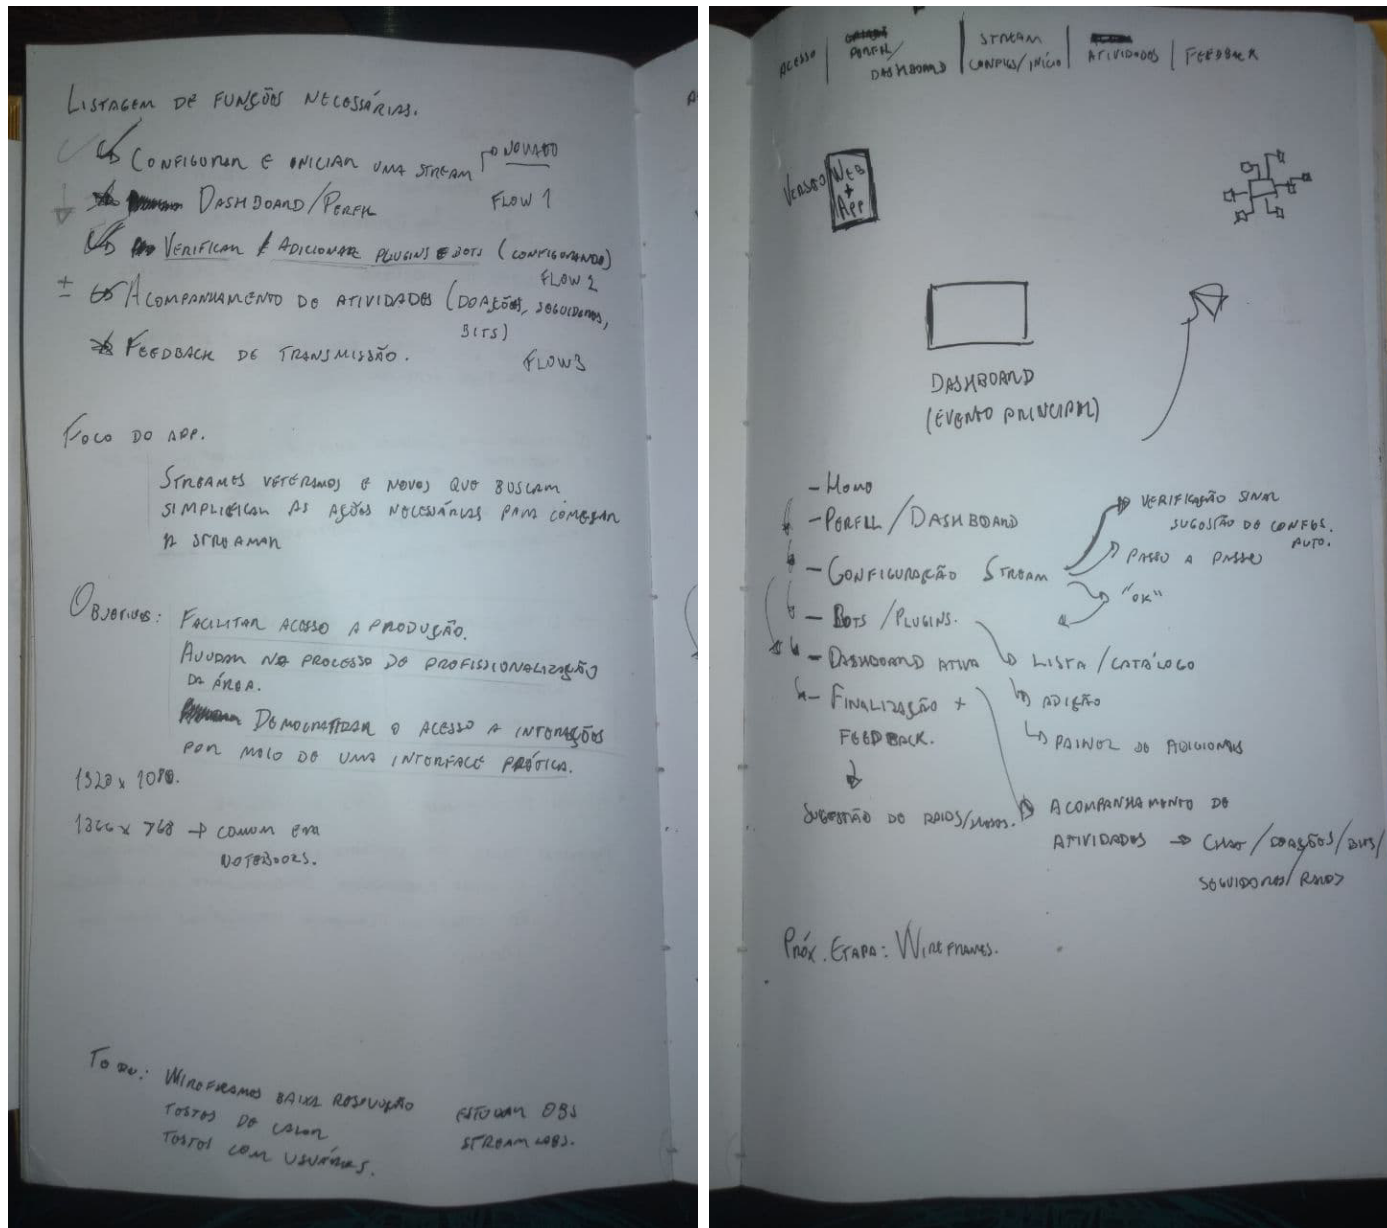 LISTAGEM DE FUNÇÕES NECESSÁRIAS.
CONFIGURAR E INICIAR UMA STREAM
NOVATO
DASHBOARD/PERFIL
FLOW 1
VERIFICAR E ADICIONAR PLUGINS E BOTS (CONFIGURANDO)
FLOW 2
± ACOMPANHAMENTO DE ATIVIDADES (DOAÇÕES, SEGUIDORES,
BITS)
FEEDBACK DE TRANSMISSÃO.
FLOW 3
FOCO DO APP.
STREAMES VETERAMOS E NOVOS QUE BUSCAM
SIMPLIFICAR AS AÇÕES NECESSÁRIAS PARA COMEÇAR
A STREAMAR
OBJETIVOS: FACILITAR ACESSO A PRODUÇÃO.
AJUDAR NO PROCESSO DE PROFISSIONALIZAÇÃO
DA ÁREA.
DEMOCRATIZAR O ACESSO A INTERAÇÕES
POR MEIO DE UMA INTERFACE PRÁTICA.
1920 x 1080.
1366 x 768 → COMUM EM
NOTEBOOKS.
TO DO: WIREFRAMES BAIXA RESOLUÇÃO
TESTES DE CALOR
TESTES COM USUÁRIOS.
ESTUDAR OBS
STREAMLABS.
ACESSO | PERFIL/ DASHBOARD | STREAM CONFIGS/INÍCIO | ATIVIDADES | FEEDBACK
VERSÃO WEB
+
APP
DASHBOARD
(EVENTO PRINCIPAL)
- HOME
- PERFIL / DASHBOARD
- CONFIGURAÇÃO STREAM
VERIFICAÇÃO SINAL
SUGESTÃO DE CONFIGS.
AUTO.
PASSO A PASSO
"OK"
- BOTS / PLUGINS.
- DASHBOARD ATIVA
LISTA / CATÁLOGO
ADIÇÃO
PAINEL DE ADICIONAIS
- FINALIZAÇÃO +
FEEDBACK.
SUGESTÃO DE RAIDS/
ACOMPANHAMENTO DE
ATIVIDADES → CHAT / DOAÇÕES / BITS /
SEGUIDORES / RAIDS
PRÓX. ETAPA: WIREFRAMES.